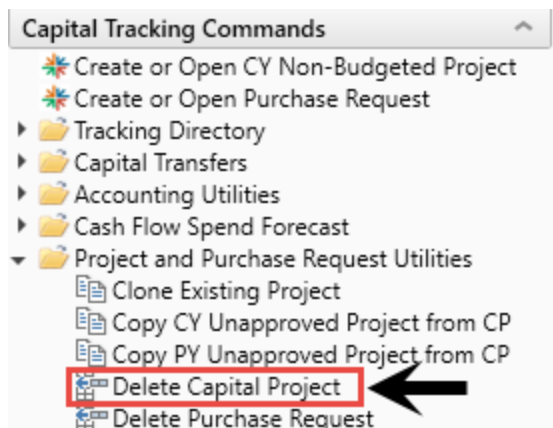 Capital Tracking Commands
Create or Open CY Non-Budgeted Project
Create or Open Purchase Request
Tracking Directory
Capital Transfers
Accounting Utilities
Cash Flow Spend Forecast
Project and Purchase Request Utilities
Clone Existing Project
Copy CY Unapproved Project from CP
Copy PY Unapproved Project from CP
Delete Capital Project
Delete Purchase Request